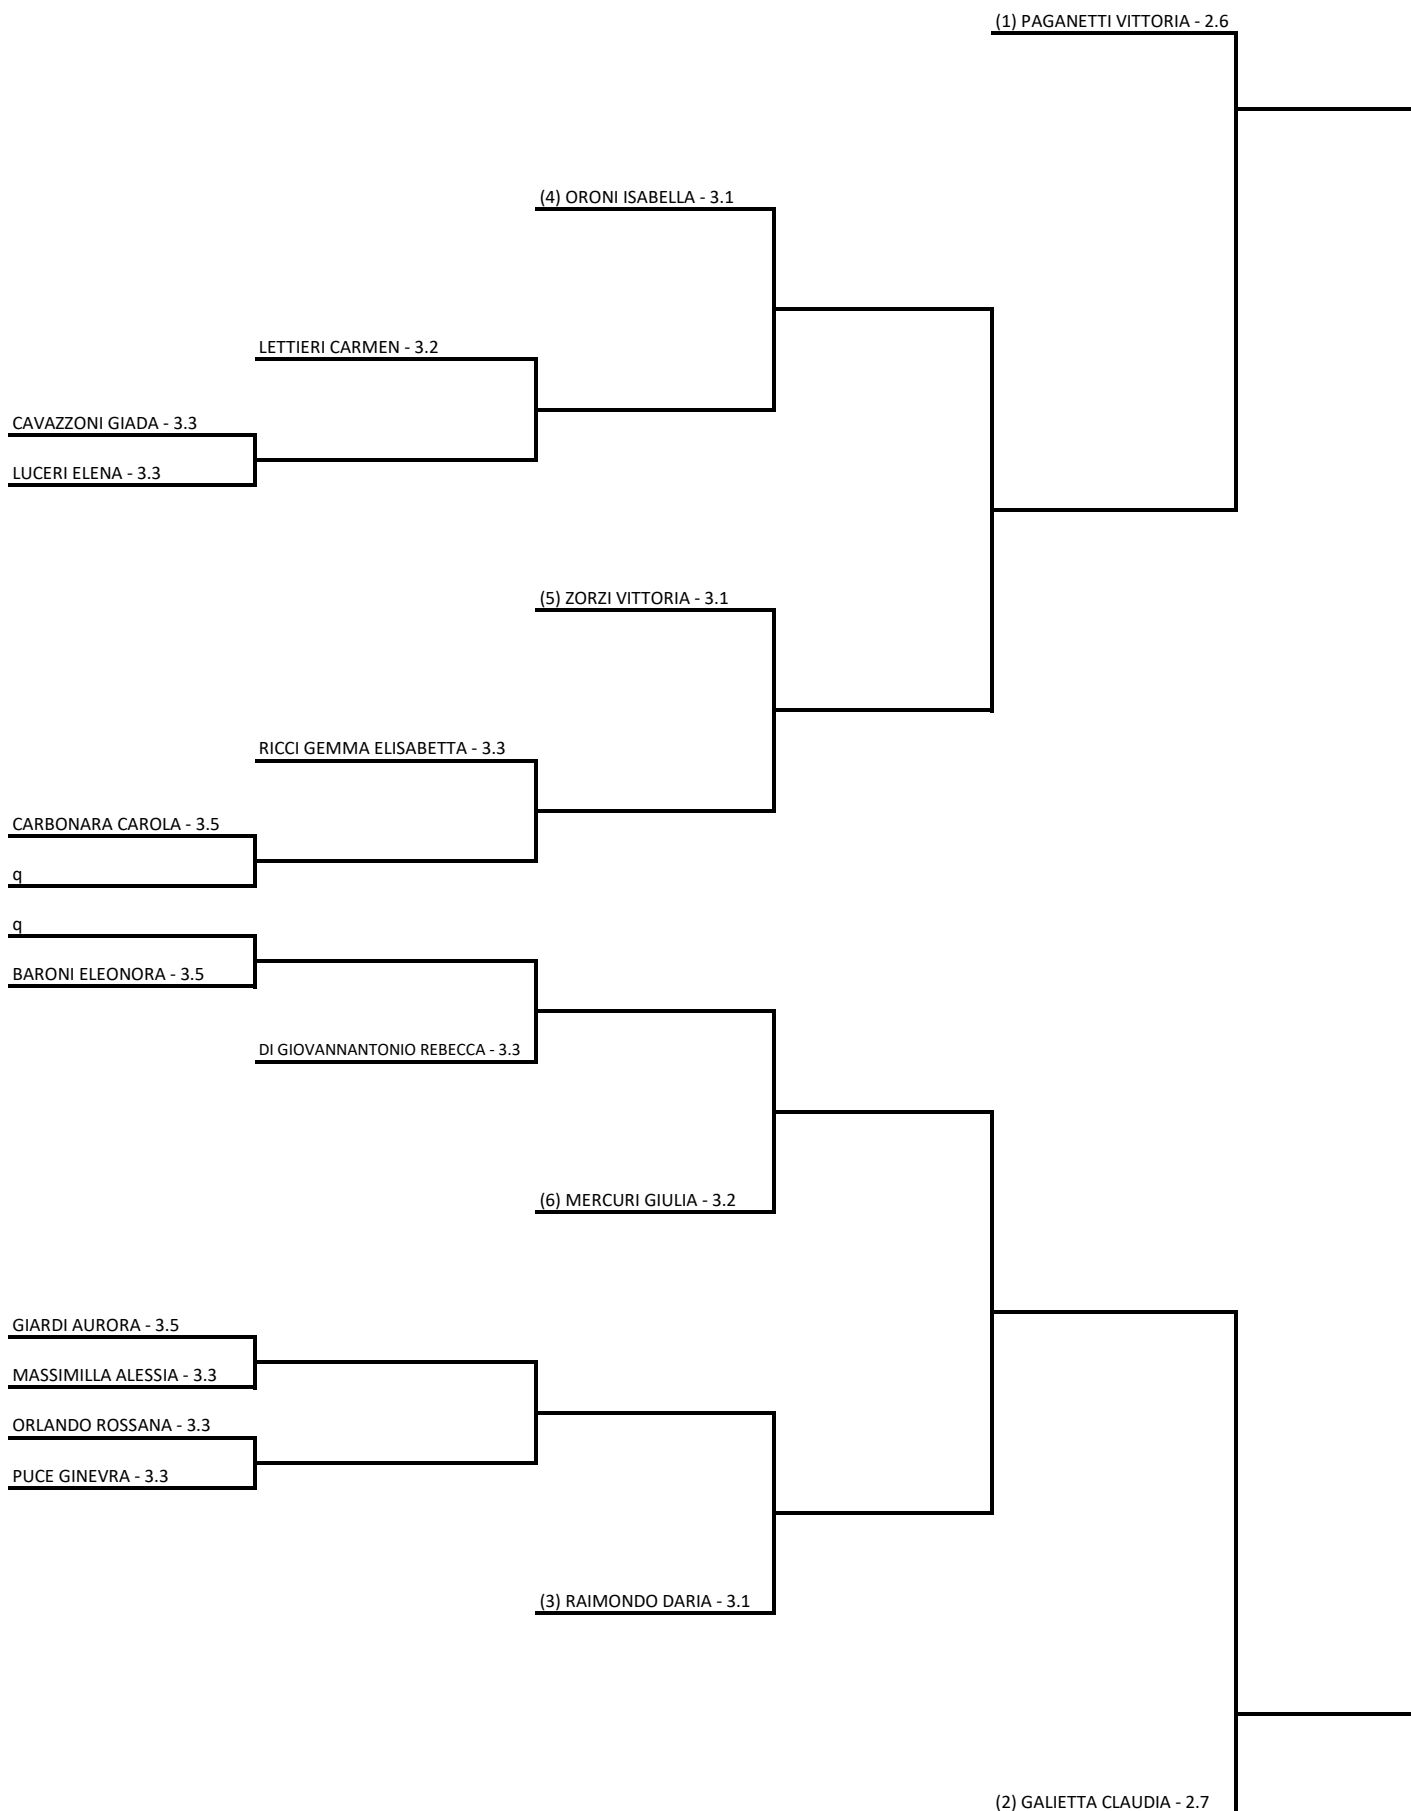 (1) PAGANETTI VITTORIA - 2.6
(4) ORONI ISABELLA - 3.1
LETTIERI CARMEN - 3.2
CAVAZZONI GIADA - 3.3
LUCERI ELENA - 3.3
(5) ZORZI VITTORIA - 3.1
RICCI GEMMA ELISABETTA - 3.3
CARBONARA CAROLA - 3.5
q
q
BARONI ELEONORA - 3.5
DI GIOVANNANTONIO REBECCA - 3.3
(6) MERCURI GIULIA - 3.2
GIARDI AURORA - 3.5
MASSIMILLA ALESSIA - 3.3
ORLANDO ROSSANA - 3.3
PUCE GINEVRA - 3.3
(3) RAIMONDO DARIA - 3.1
(2) GALIETTA CLAUDIA - 2.7